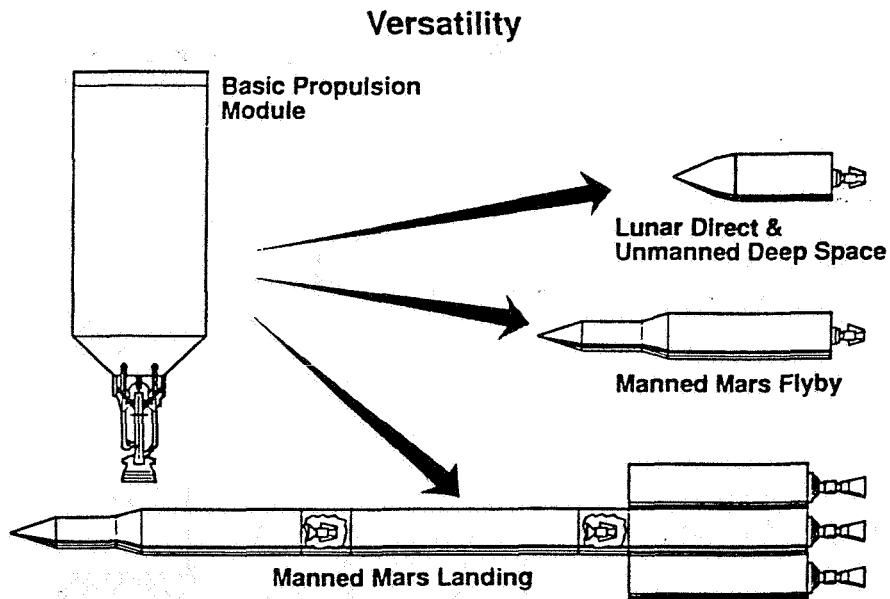 Versatility
Basic Propulsion
Module
Lunar Direct &
Unmanned Deep Space
Manned Mars Flyby
Manned Mars Landing